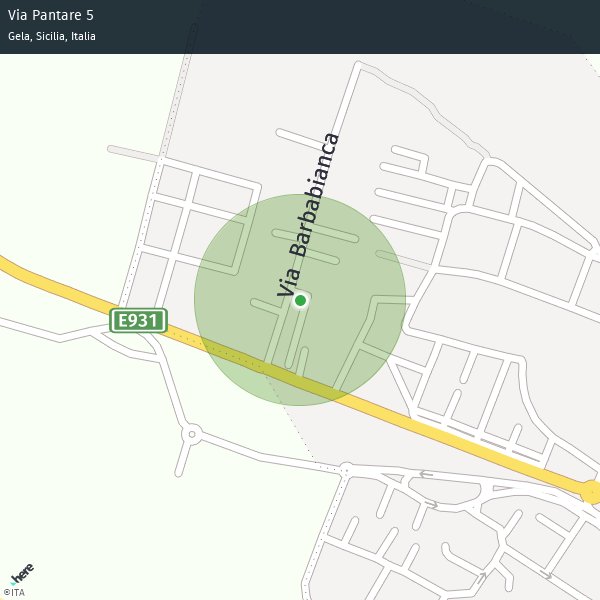 Via Pantare 5
Gela, Sicilia, Italia
Via Barbabianca
E931
here
©ITA